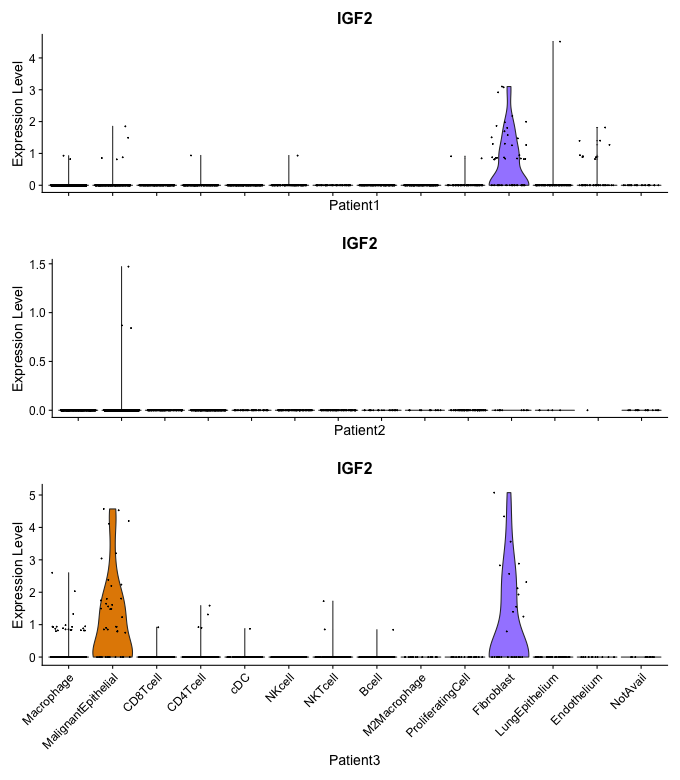 IGF2
Expression Level
4
3
2
1
0
Patient1
IGF2
Expression Level
1.5
1.0
0.5
0.0
Patient2
IGF2
Expression Level
5
4
3
2
1
0
Macrophage
MalignantEpithelial
CD8Tcell
CD4Tcell
cDC
NKcell
NKTcell
Bcell
M2Macrophage
ProliferatingCell
Fibroblast
LungEpithelium
Endothelium
NotAvail
Patient3